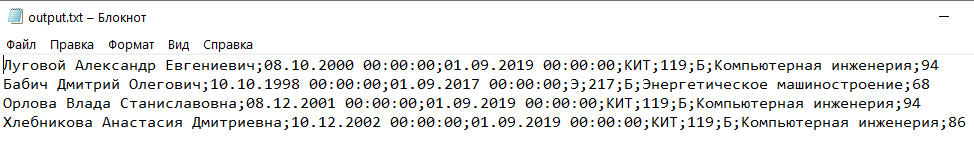 output.txt – Блокнот
Файл Правка Формат Вид Справка
Луговой Александр Евгениевич;08.10.2000 00:00:00;01.09.2019 00:00:00;КИТ;119;Б;Компьютерная инженерия;94
Бабич Дмитрий Олегович;10.10.1998 00:00:00;01.09.2017 00:00:00;Э;217;Б;Энергетическое машиностроение;68
Орлова Влада Станиславовна;08.12.2001 00:00:00;01.09.2019 00:00:00;КИТ;119;Б;Компьютерная инженерия;94
Хлебникова Анастасия Дмитриевна;10.12.2002 00:00:00;01.09.2019 00:00:00;КИТ;119;Б;Компьютерная инженерия;86